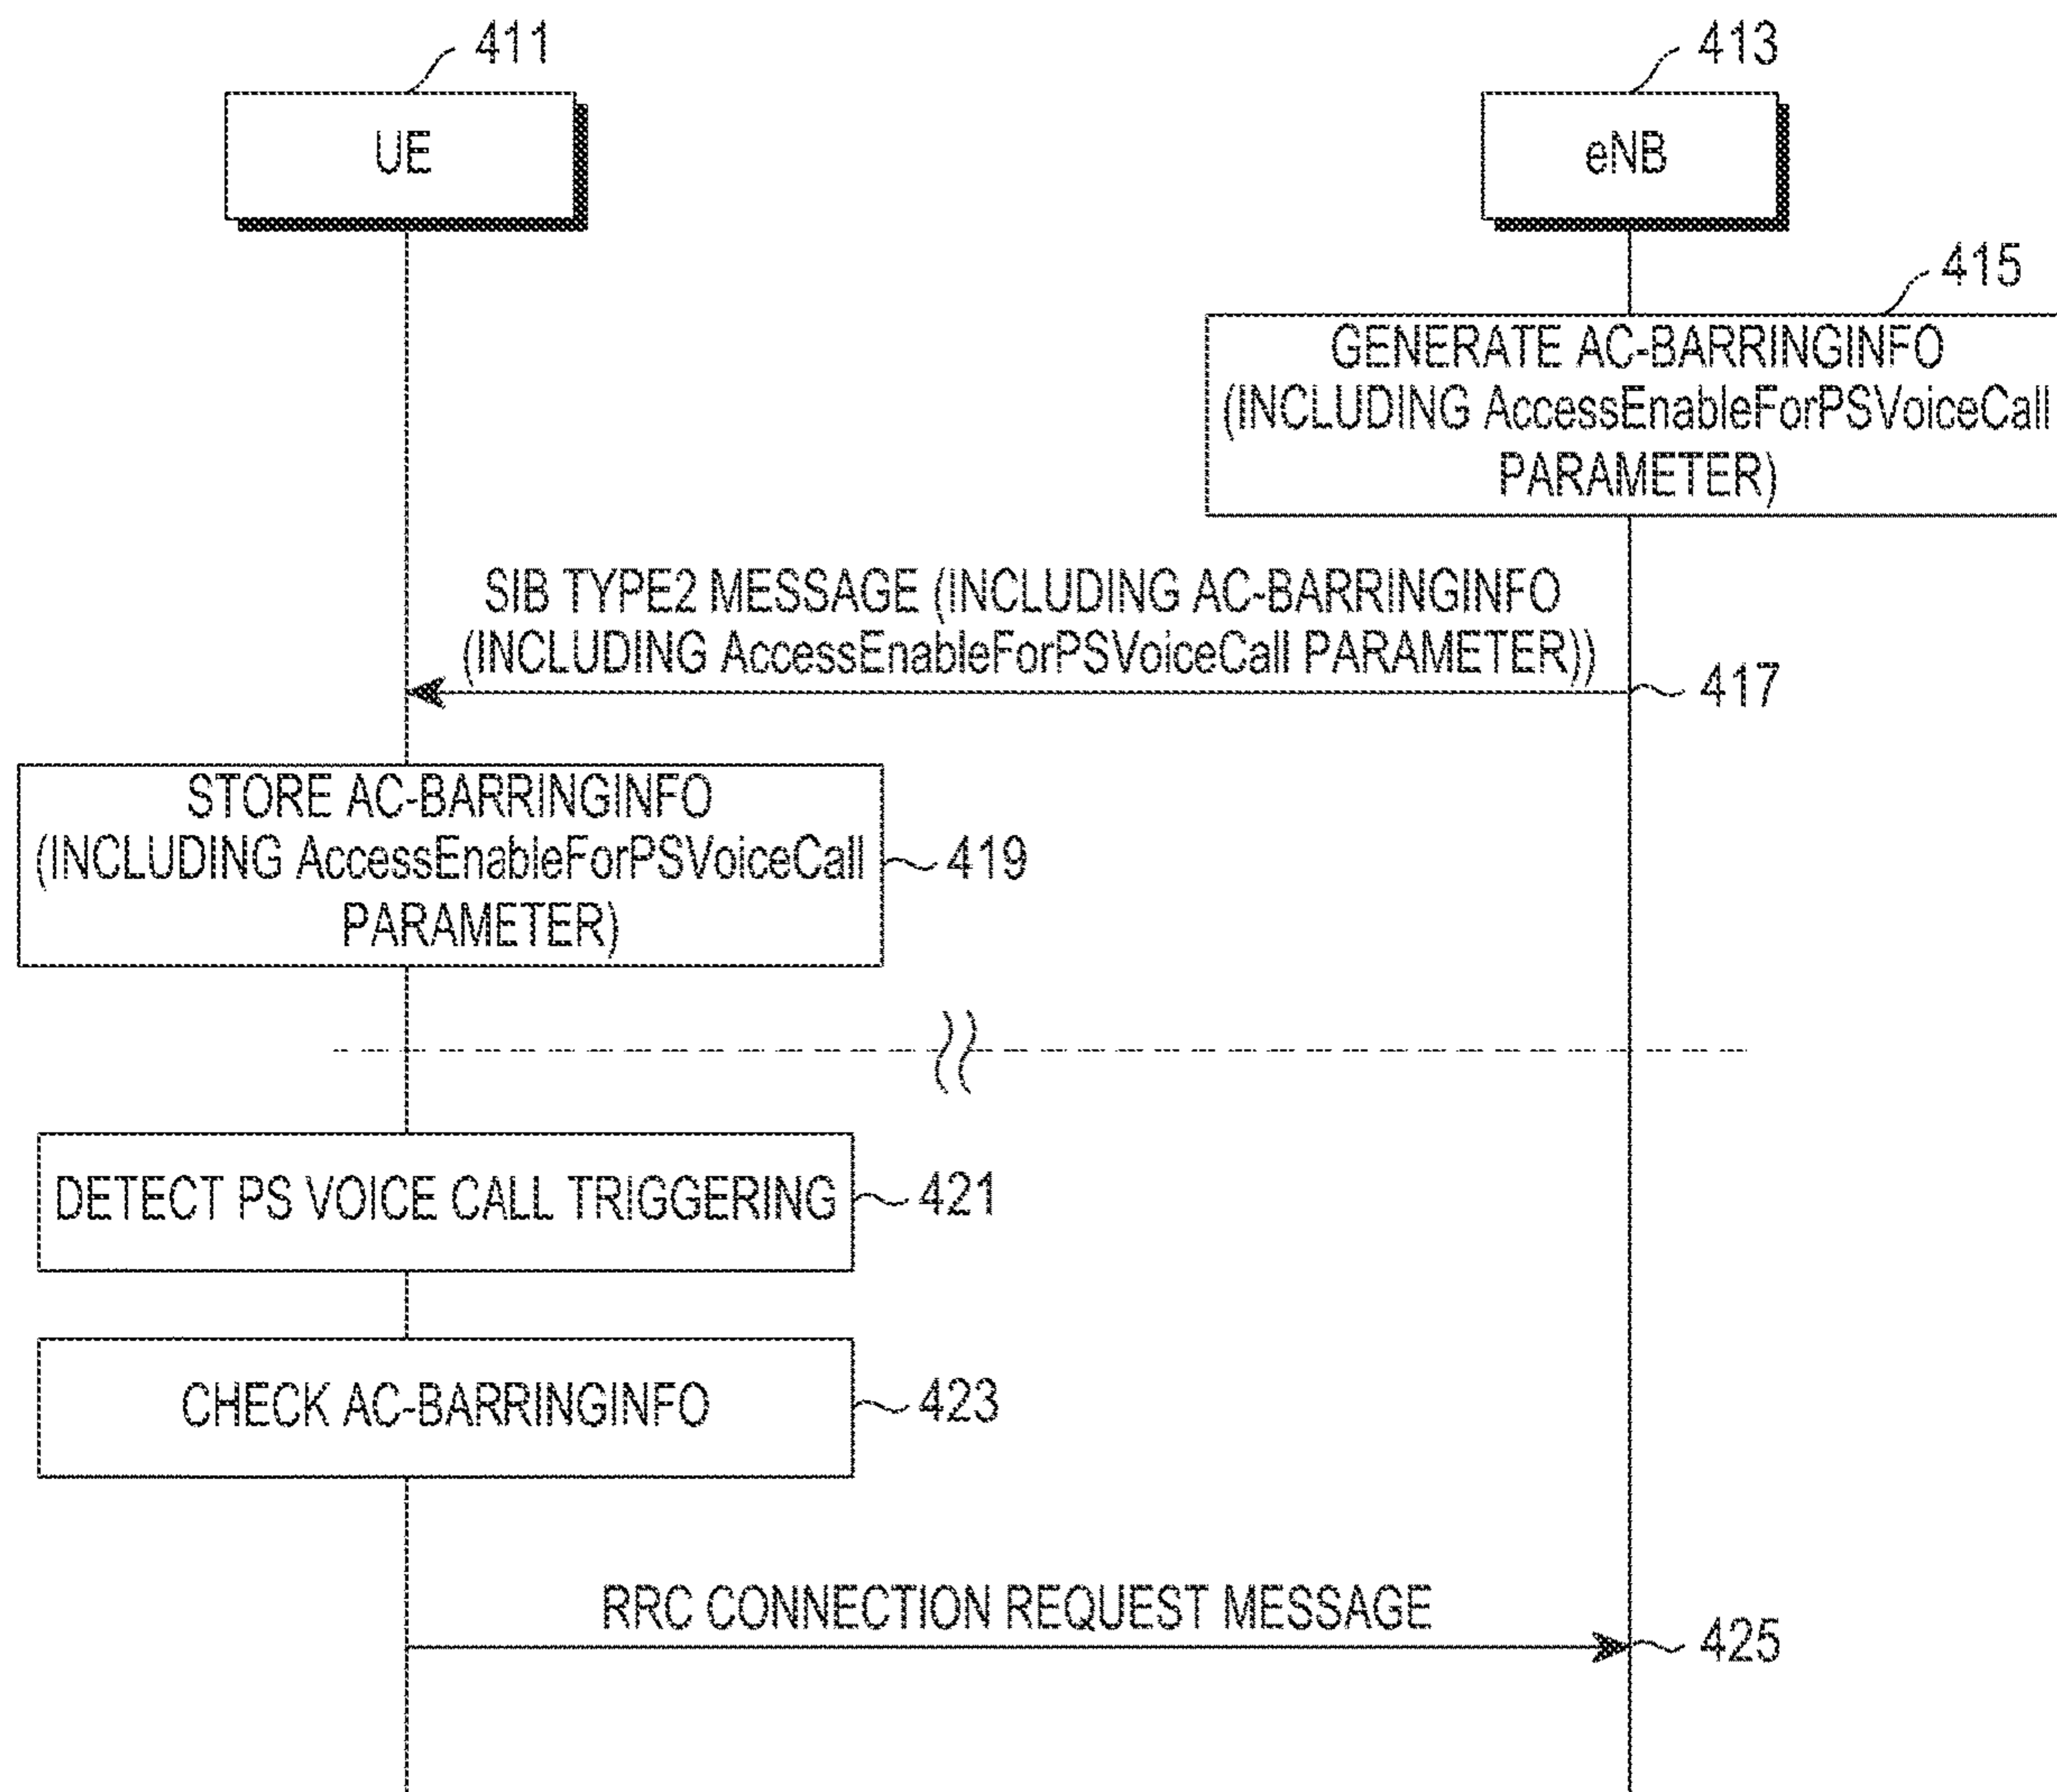 411
413
UE
eNB
415
GENERATE AC-BARRINGINFO
(INCLUDING AccessEnableForPSVoiceCall
PARAMETER)
SIB TYPE2 MESSAGE (INCLUDING AC-BARRINGINFO
(INCLUDING AccessEnableForPSVoiceCall PARAMETER))
417
STORE AC-BARRINGINFO
(INCLUDING AccessEnableForPSVoiceCall
PARAMETER)
419
DETECT PS VOICE CALL TRIGGERING
421
CHECK AC-BARRINGINFO
423
RRC CONNECTION REQUEST MESSAGE
425